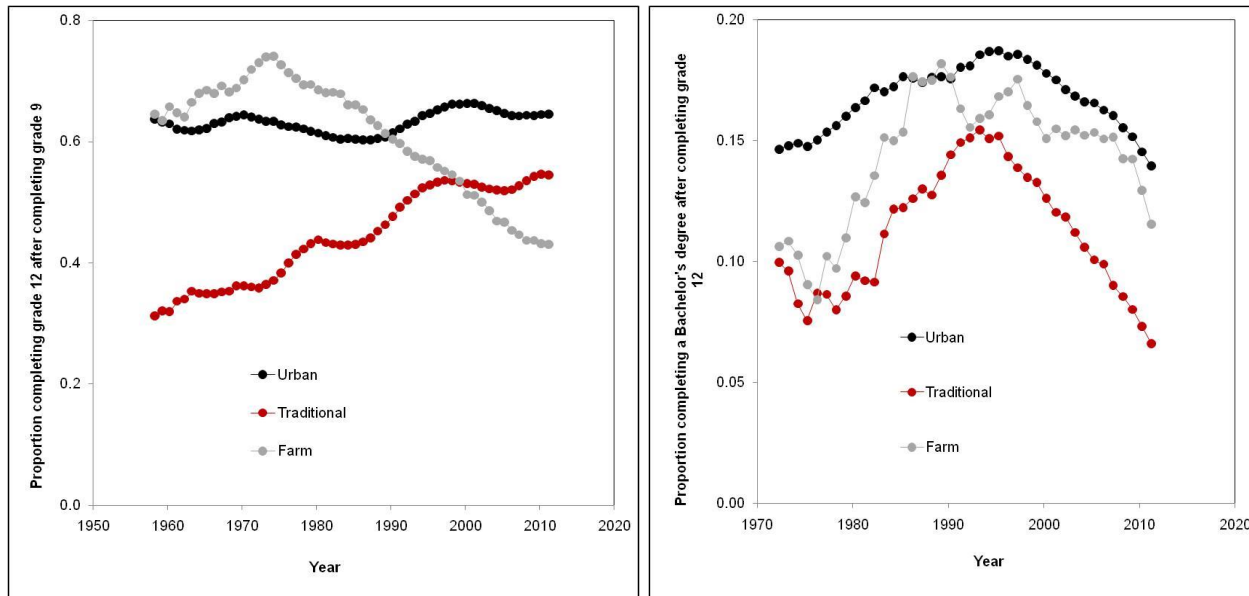 Proportion completing grade 12 after completing grade 9
0.8
0.6
0.4
0.2
0.0
1950 1960 1970 1980 1990 2000 2010 2020
Year
Urban
Traditional
Farm
Proportion completing a Bachelor's degree after completing grade
12
0.20
0.15
0.10
0.05
0.00
1970 1980 1990 2000 2010 2020
Year
Urban
Traditional
Farm